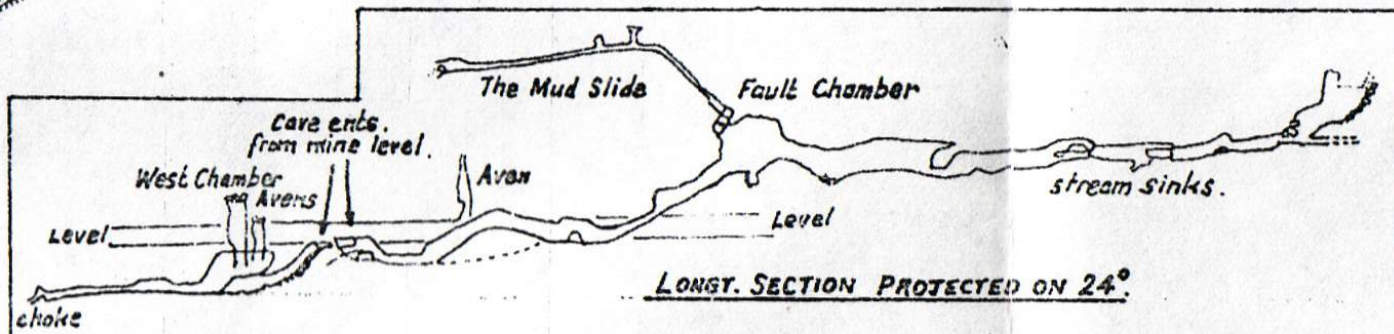 The Mud Slide
Fault Chamber
Cave ents.
from mine level.
West Chamber
Avens
Aven
stream sinks.
Level
Level
LONGT. SECTION PROTECTED ON 24°.
choke